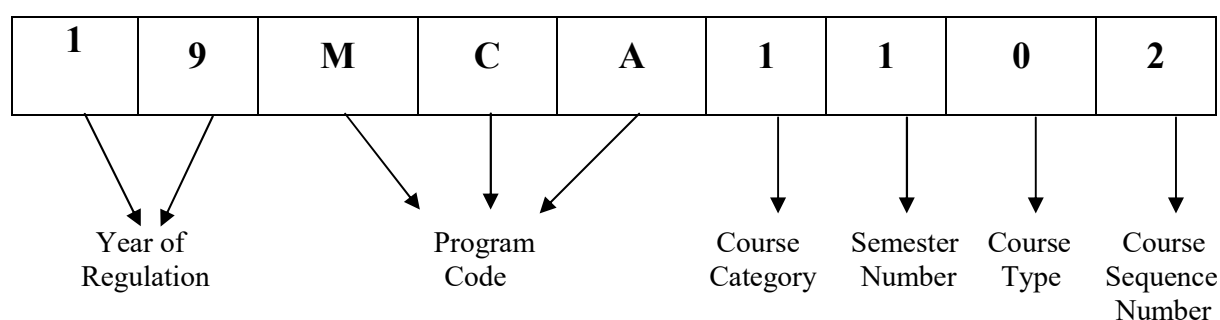 1 9 M C A 1 1 0 2
Year of Program Course Semester Course Course
Regulation Code Category Number Type Sequence
Number